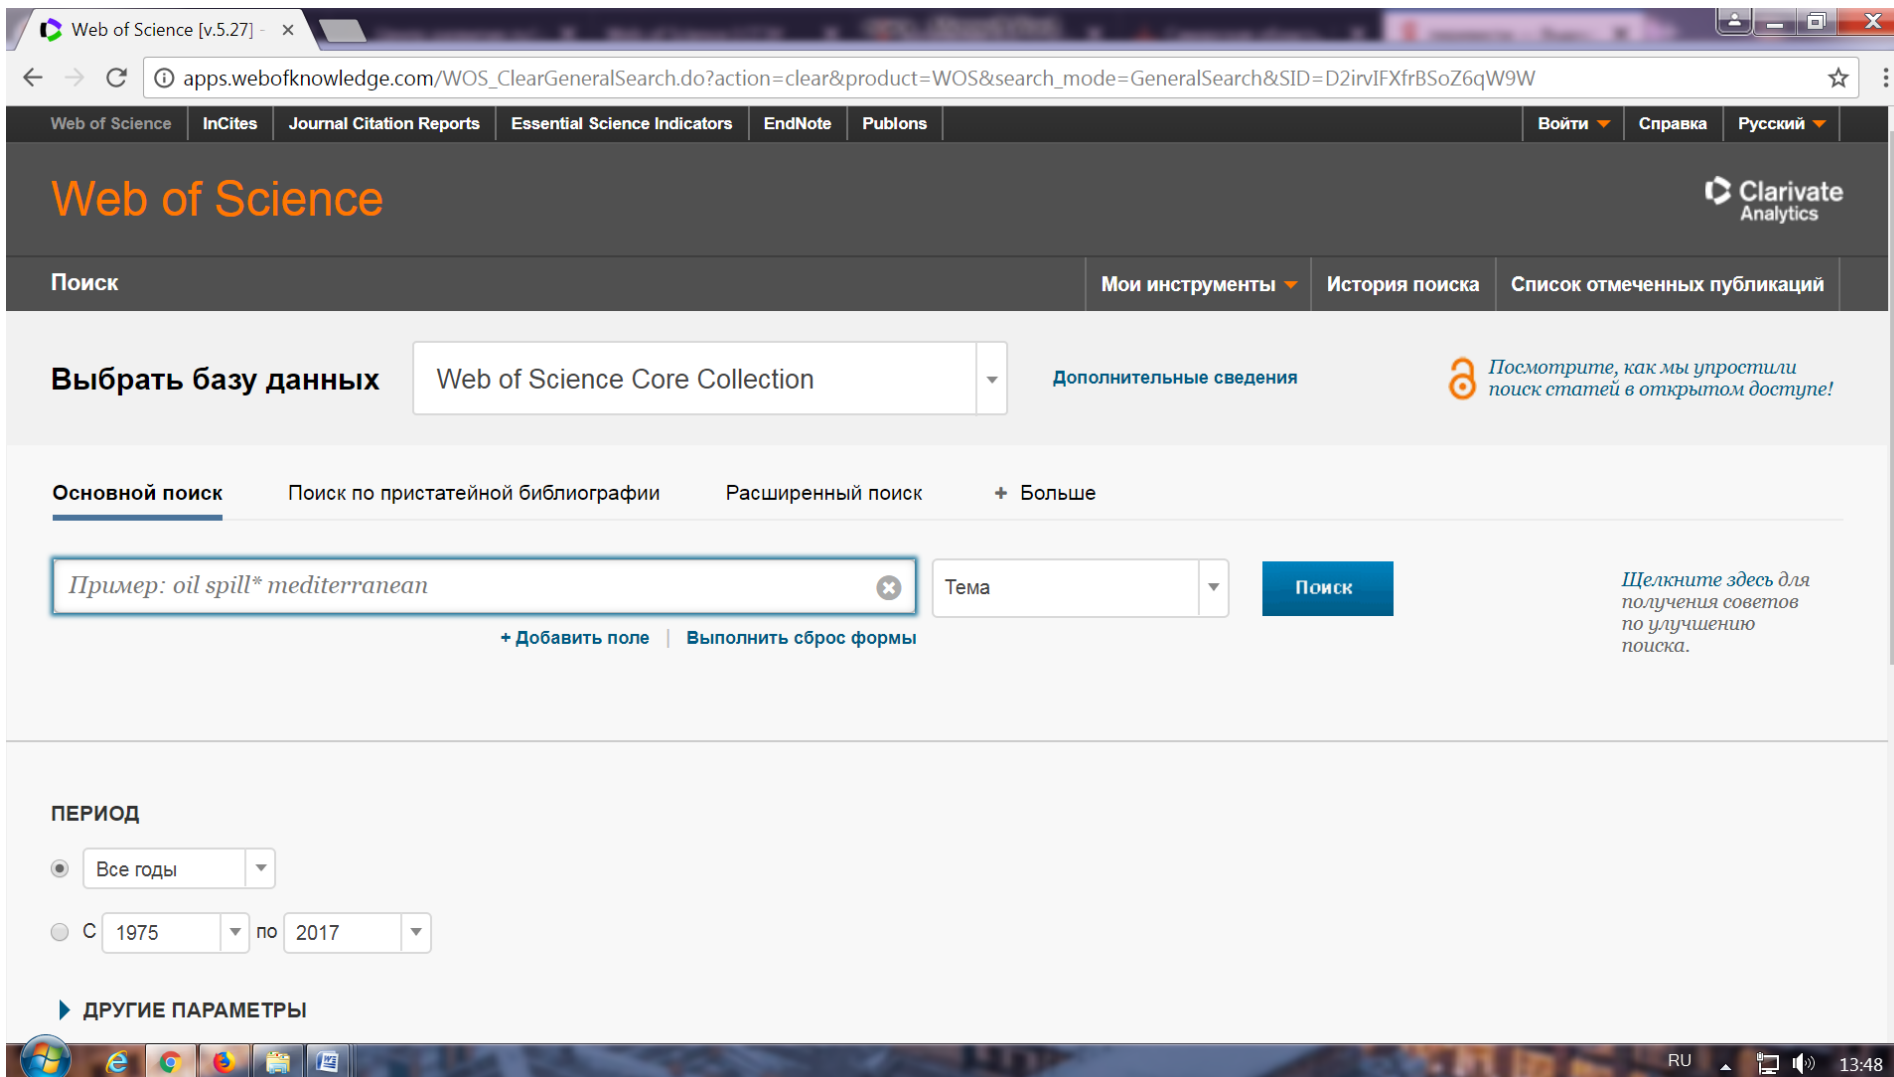 Web of Science [v.5.27] -
apps.webofknowledge.com/WOS_ClearGeneralSearch.do?action=clear&product=WOS&search_mode=GeneralSearch&SID=D2irvIFXfrBSoZ6qW9W
Web of Science InCites Journal Citation Reports Essential Science Indicators EndNote Publons Войти Справка Русский
Web of Science
Clarivate
Analytics
Поиск Мои инструменты История поиска Список отмеченных публикаций
Выбрать базу данных Web of Science Core Collection Дополнительные сведения
Посмотрите, как мы упростили
поиск статей в открытом доступе!
Основной поиск Поиск по пристатейной библиографии Расширенный поиск + Больше
Пример: oil spill* mediterranean Тема Поиск
Щелкните здесь для
получения советов
по улучшению
поиска.
+ Добавить поле | Выполнить сброс формы
ПЕРИОД
Все годы
С 1975 по 2017
ДРУГИЕ ПАРАМЕТРЫ
RU 13:48